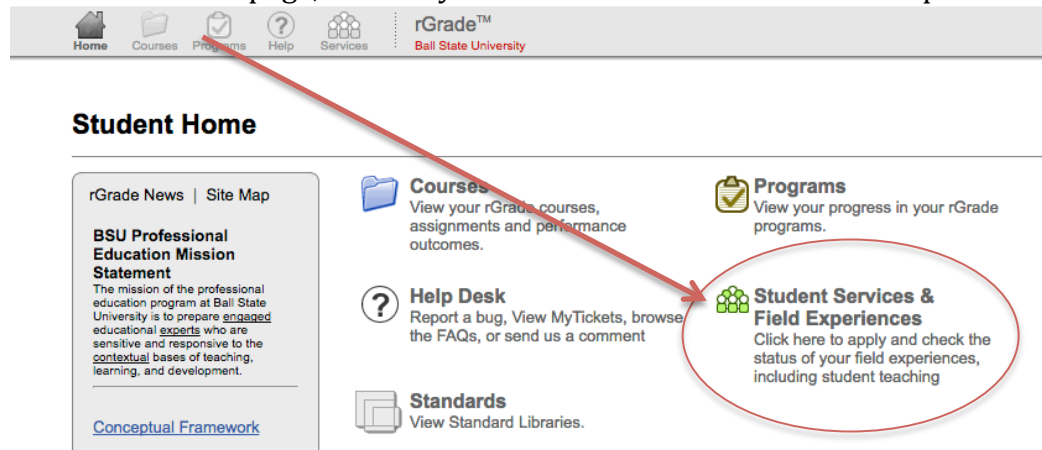 page,
Home Courses Programs Help Services
rGrade™
Ball State University
Student Home
rGrade News | Site Map
BSU Professional
Education Mission
Statement
The mission of the professional
education program at Ball State
University is to prepare engaged
educational experts who are
sensitive and responsive to the
contextual bases of teaching,
learning, and development.
Conceptual Framework
Courses
View your rGrade courses,
assignments and performance
outcomes.
Programs
View your progress in your rGrade
programs.
Help Desk
Report a bug, View MyTickets, browse
the FAQs, or send us a comment
Student Services &
Field Experiences
Click here to apply and check the
status of your field experiences,
including student teaching
Standards
View Standard Libraries.